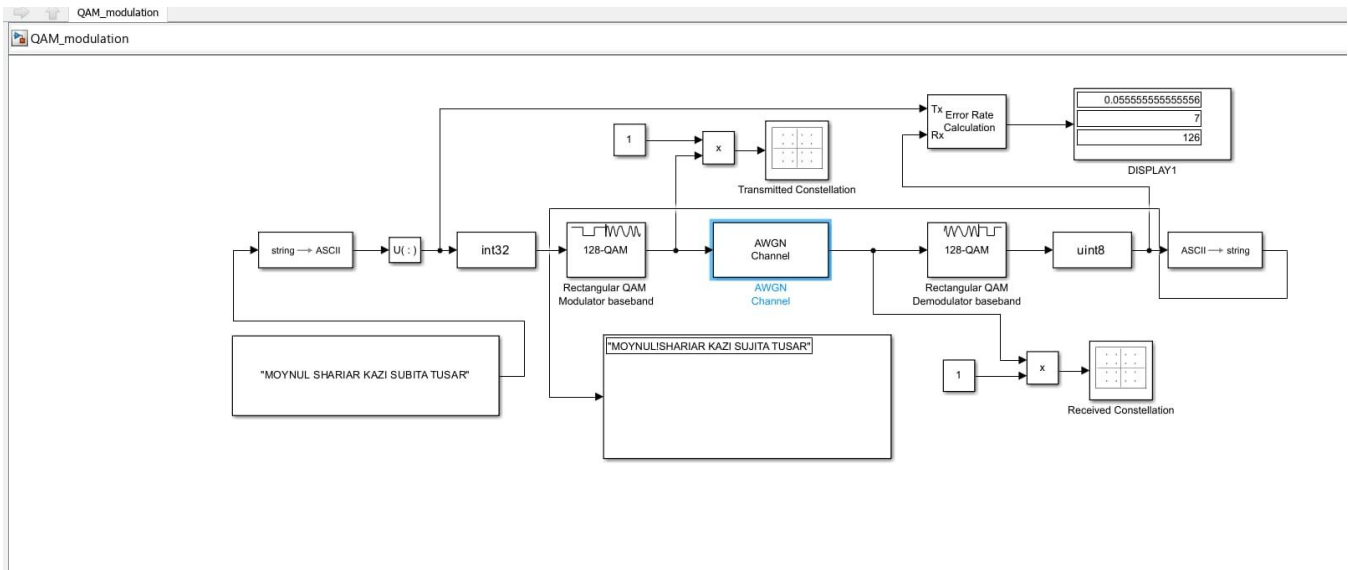 QAM_modulation
QAM_modulation
Tx
Rx
Error Rate
Calculation
0.055555555555556
7
126
DISPLAY1
1
x
Transmitted Constellation
string → ASCII
U( : )
int32
128-QAM
Rectangular QAM
Modulator baseband
AWGN
Channel
AWGN
Channel
128-QAM
Rectangular QAM
Demodulator baseband
uint8
ASCII → string
"MOYNUL SHARIAR KAZI SUBITA TUSAR"
"MOYNUL!SHARIAR KAZI SUJITA TUSAR"
1
x
Received Constellation